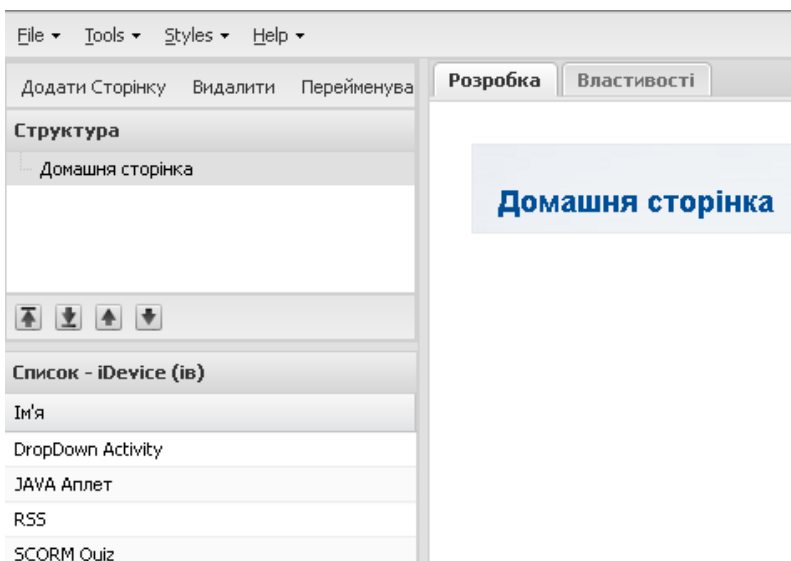 File Tools Styles Help
Додати Сторінку Видалити Перейменува
Структура
Домашня сторінка
Список - iDevice (ів)
Ім'я
DropDown Activity
JAVA Аплет
RSS
SCORM Quiz
Розробка Властивості
Домашня сторінка